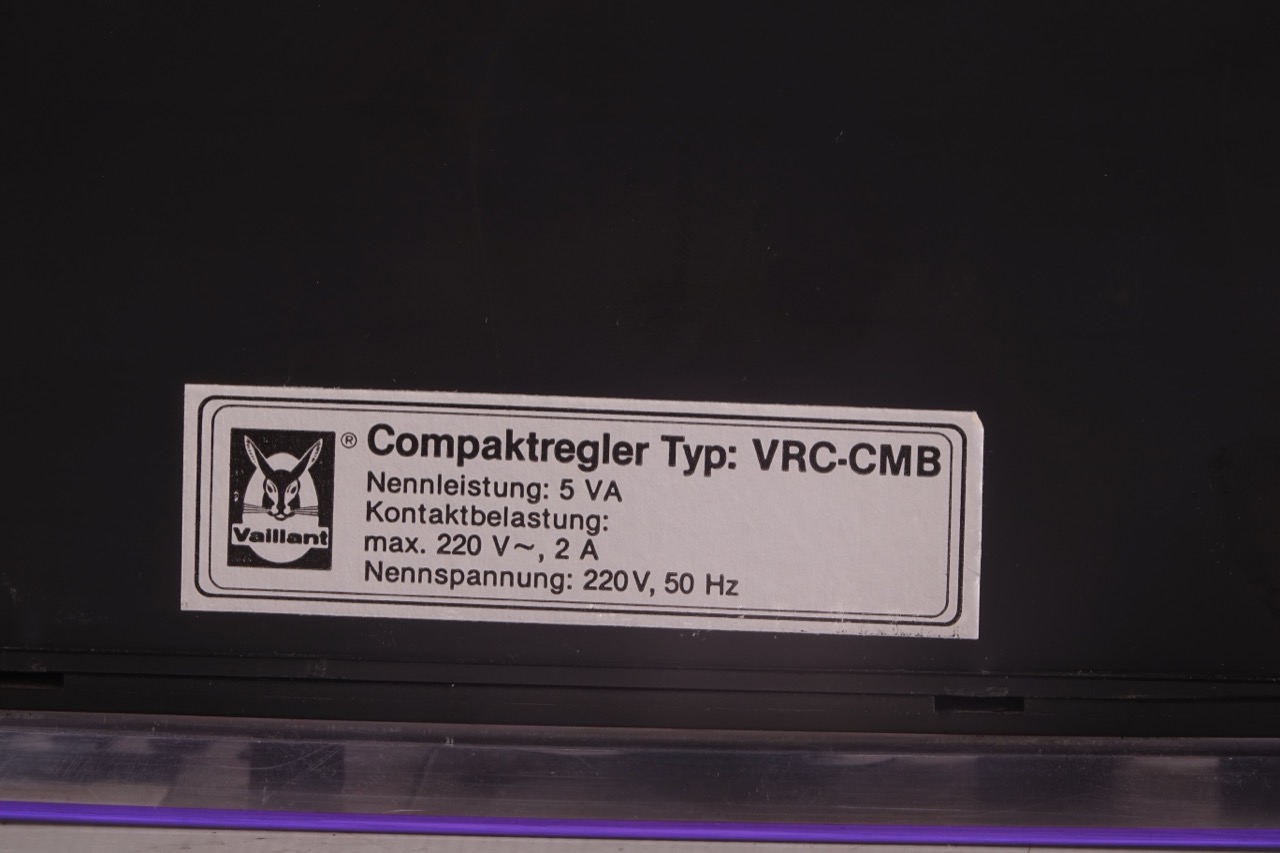 ® Compaktregler Typ: VRC-CMB
Nennleistung: 5 VA
Kontaktbelastung:
max. 220 V~, 2 A
Nennspannung: 220V, 50 Hz
Vaillant